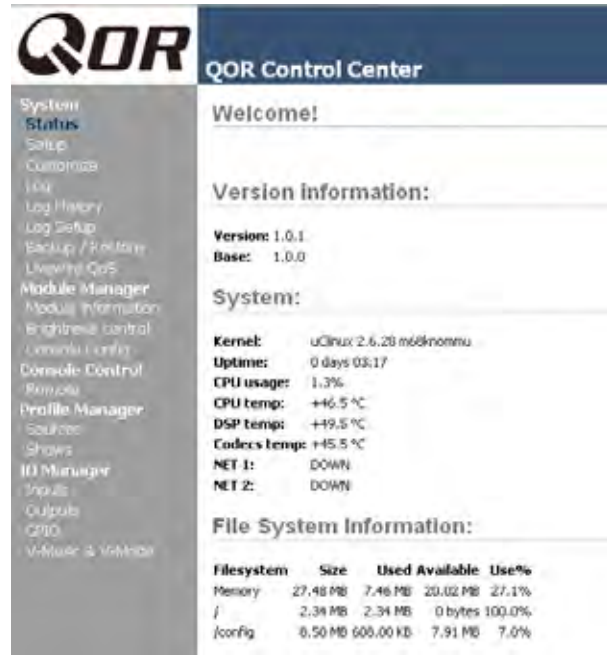 QOR
QOR Control Center
System
Status
Setup
Customize
Log
Log History
Log Setup
Backup / Restore
Livewire QoS
Module Manager
Module Information
Brightness control
Console Config
Console Control
Remote
Profile Manager
Sources
Shows
IO Manager
Inputs
Outputs
GPIO
V-Mixer & V-Mode
Welcome!
Version information:
Version: 1.0.1
Base: 1.0.0
System:
Kernel: uClinux 2.6.28 m68knommu
Uptime: 0 days 03:17
CPU usage: 1.3%
CPU temp: +46.5 °C
DSP temp: +49.5 °C
Codecs temp: +45.5 °C
NET 1: DOWN
NET 2: DOWN
File System Information:
Filesystem Size Used Available Use%
Memory 27.48 MB 7.46 MB 20.02 MB 27.1%
/ 2.34 MB 2.34 MB 0 bytes 100.0%
/config 8.50 MB 608.00 KB 7.91 MB 7.0%